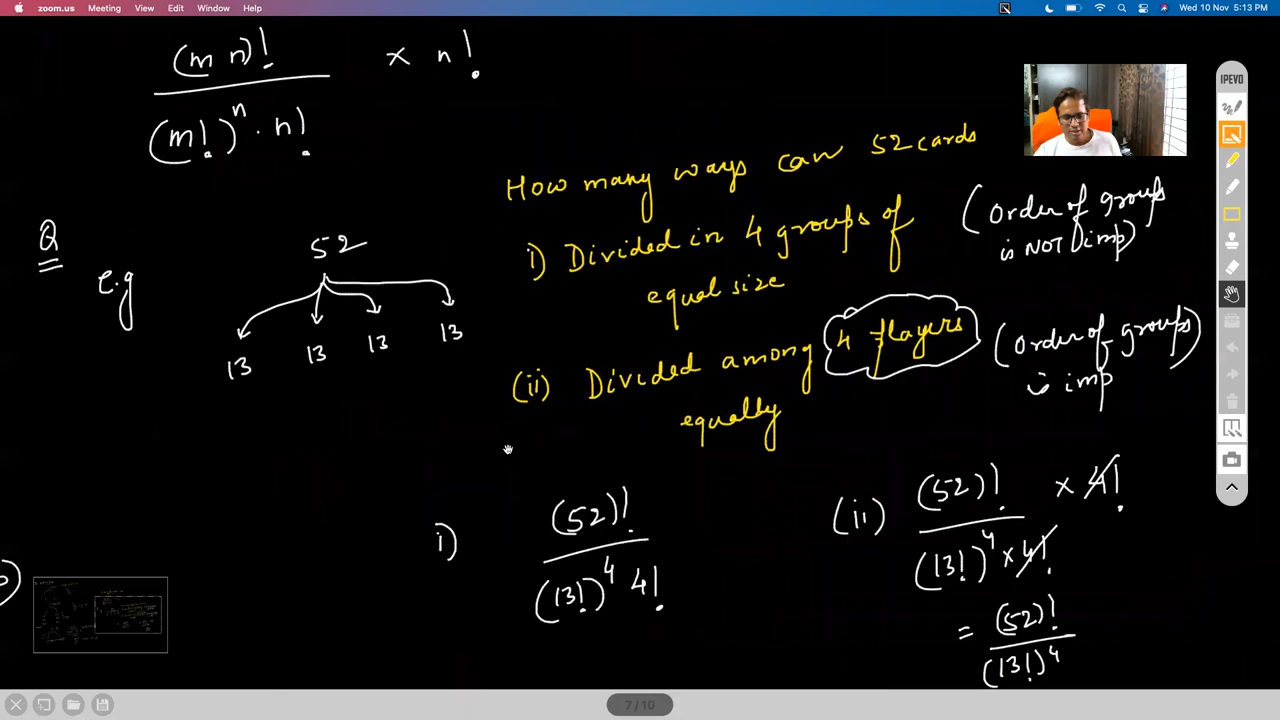 zoom.us Meeting View Edit Window Help Wed 10 Nov 5:13 PM
(m n)! × n!
(m!)^n · n!
IPEVO
How many ways can 52 cards
i) Divided in 4 groups of
equal size
(Order of groups
is NOT imp)
Q
e.g
52
13 13 13 13
(ii) Divided among 4 players
equally
(Order of groups)
is imp
i) (52)!
(13!)^4 4!
(ii) (52)! × 4!
(13!)^4 × 4!
= (52)!
(13!)^4
7/10